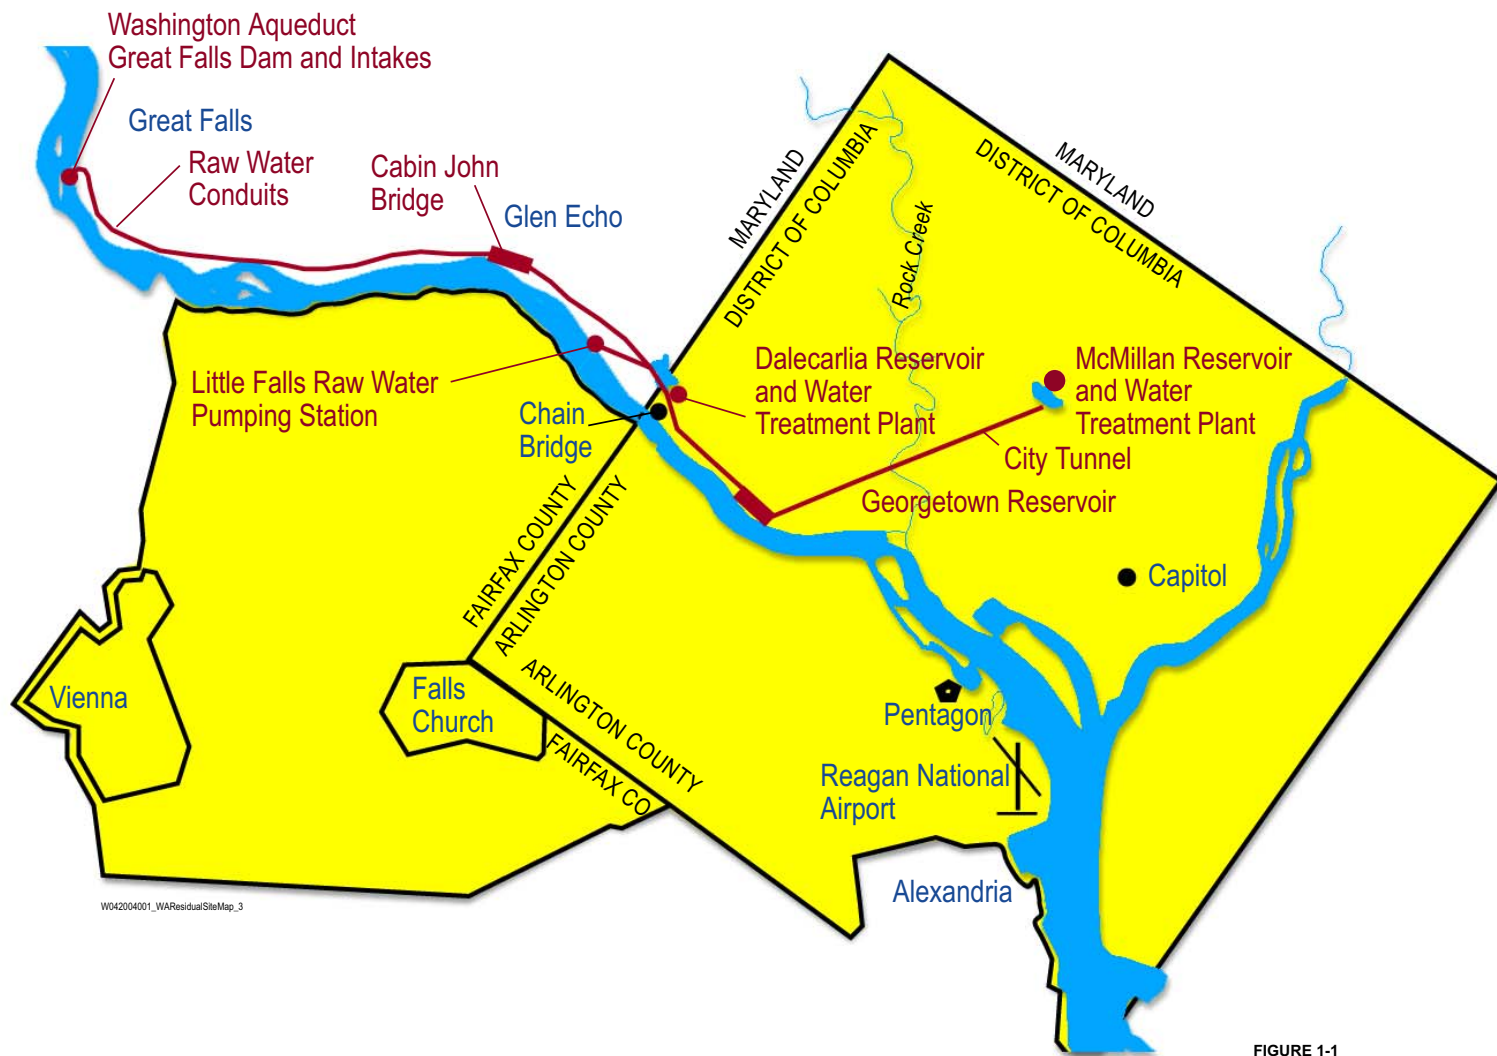 Washington Aqueduct
Great Falls Dam and Intakes
Great Falls
Raw Water
Conduits
Cabin John
Bridge
Glen Echo
MARYLAND
DISTRICT OF COLUMBIA
MARYLAND
DISTRICT OF COLUMBIA
Rock Creek
Little Falls Raw Water
Pumping Station
Chain
Bridge
Dalecarlia Reservoir
and Water
Treatment Plant
McMillan Reservoir
and Water
Treatment Plant
City Tunnel
Georgetown Reservoir
FAIRFAX COUNTY
ARLINGTON COUNTY
Capitol
Vienna
Falls
Church
ARLINGTON COUNTY
FAIRFAX CO
Pentagon
Reagan National
Airport
Alexandria
W042004001_WAResidualSiteMap_3
FIGURE 1-1